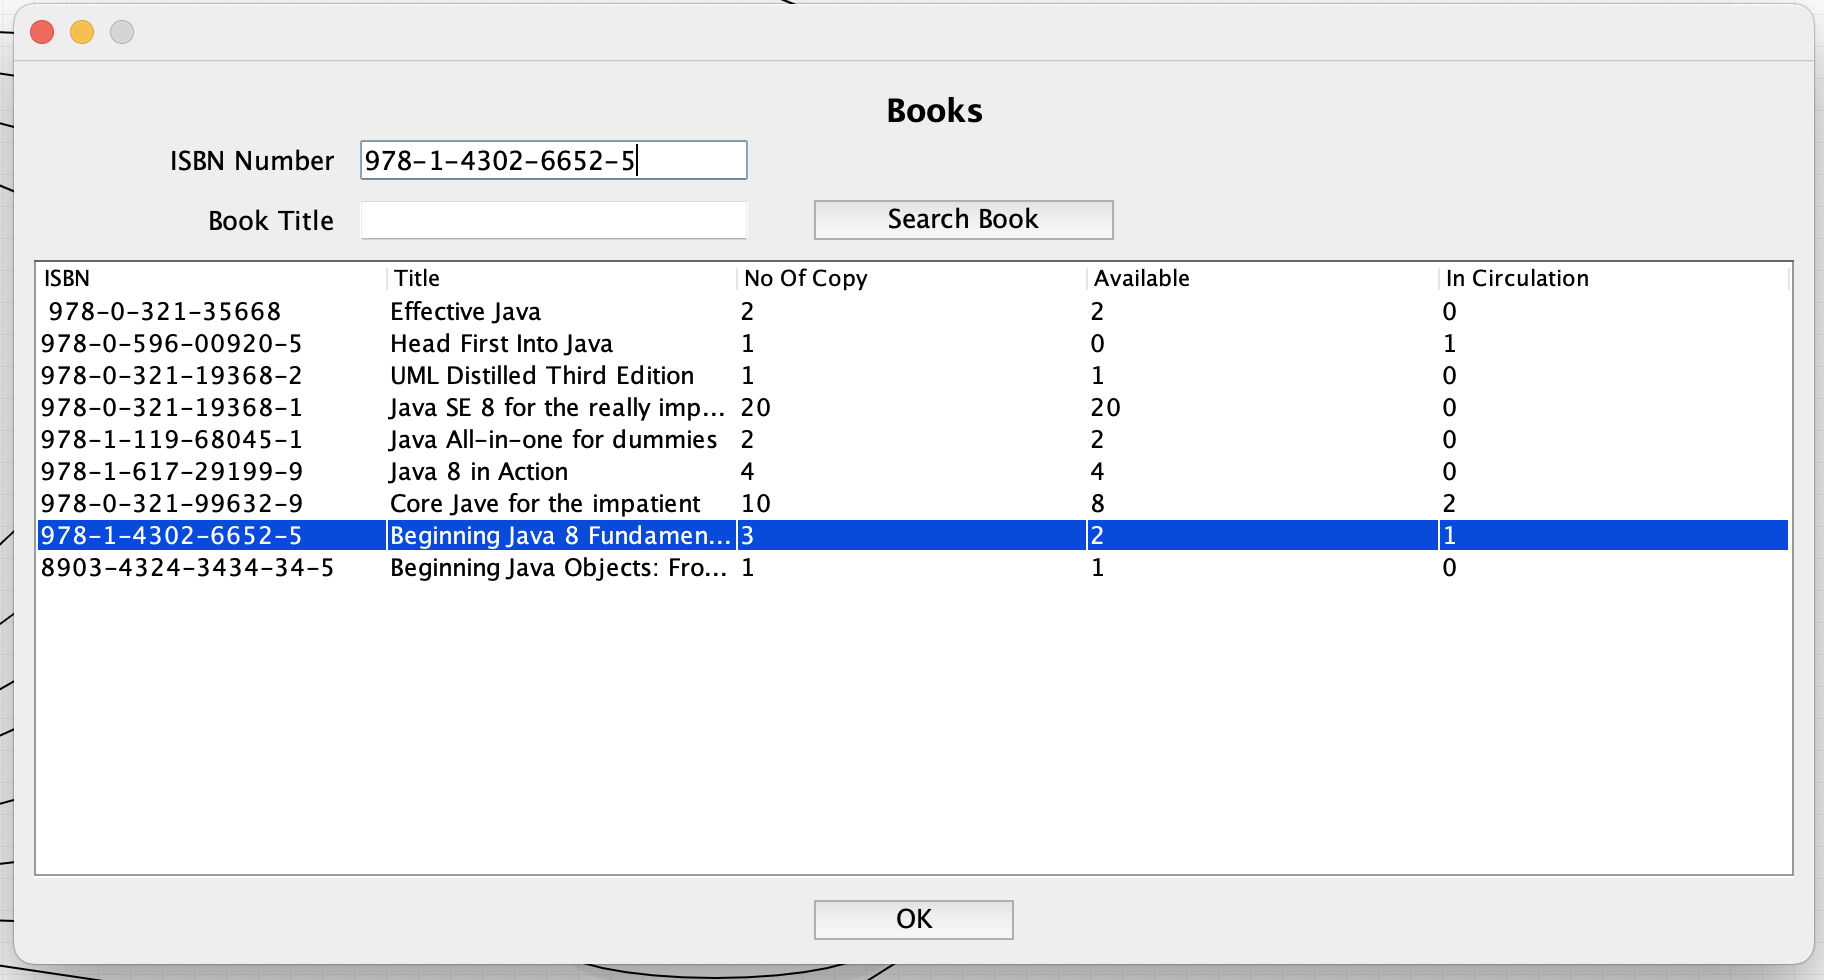 Books
ISBN Number 978-1-4302-6652-5
Book Title Search Book
ISBN Title No Of Copy Available In Circulation
978-0-321-35668 Effective Java 2 2 0
978-0-596-00920-5 Head First Into Java 1 0 1
978-0-321-19368-2 UML Distilled Third Edition 1 1 0
978-0-321-19368-1 Java SE 8 for the really imp... 20 20 0
978-1-119-68045-1 Java All-in-one for dummies 2 2 0
978-1-617-29199-9 Java 8 in Action 4 4 0
978-0-321-99632-9 Core Jave for the impatient 10 8 2
978-1-4302-6652-5 Beginning Java 8 Fundamen... 3 2 1
8903-4324-3434-34-5 Beginning Java Objects: Fro... 1 1 0
OK